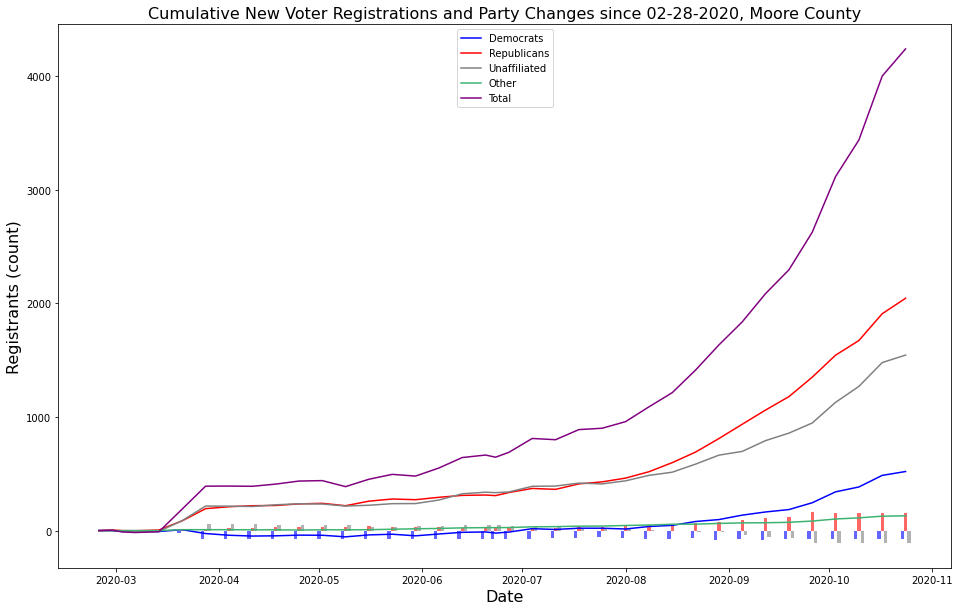 Cumulative New Voter Registrations and Party Changes since 02-28-2020, Moore County
Democrats
Republicans
Unaffiliated
Other
Total
Registrants (count)
4000
3000
2000
1000
0
2020-03 2020-04 2020-05 2020-06 2020-07 2020-08 2020-09 2020-10 2020-11
Date